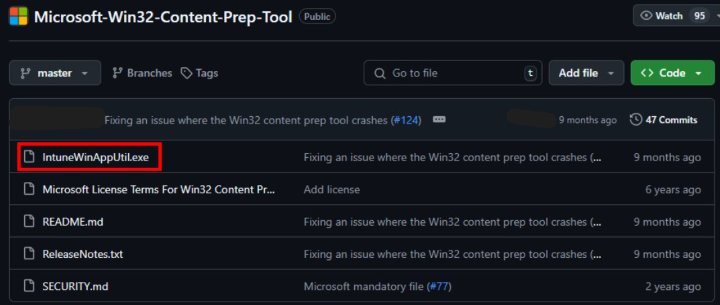 Microsoft-Win32-Content-Prep-Tool Public Watch 95
master Branches Tags Go to file t Add file Code
Fixing an issue where the Win32 content prep tool crashes (#124) 9 months ago 47 Commits
IntuneWinAppUtil.exe Fixing an issue where the Win32 content prep tool crashes (... 9 months ago
Microsoft License Terms For Win32 Content Pr... Add license 6 years ago
README.md Fixing an issue where the Win32 content prep tool crashes (... 9 months ago
ReleaseNotes.txt Fixing an issue where the Win32 content prep tool crashes (... 9 months ago
SECURITY.md Microsoft mandatory file (#77) 2 years ago